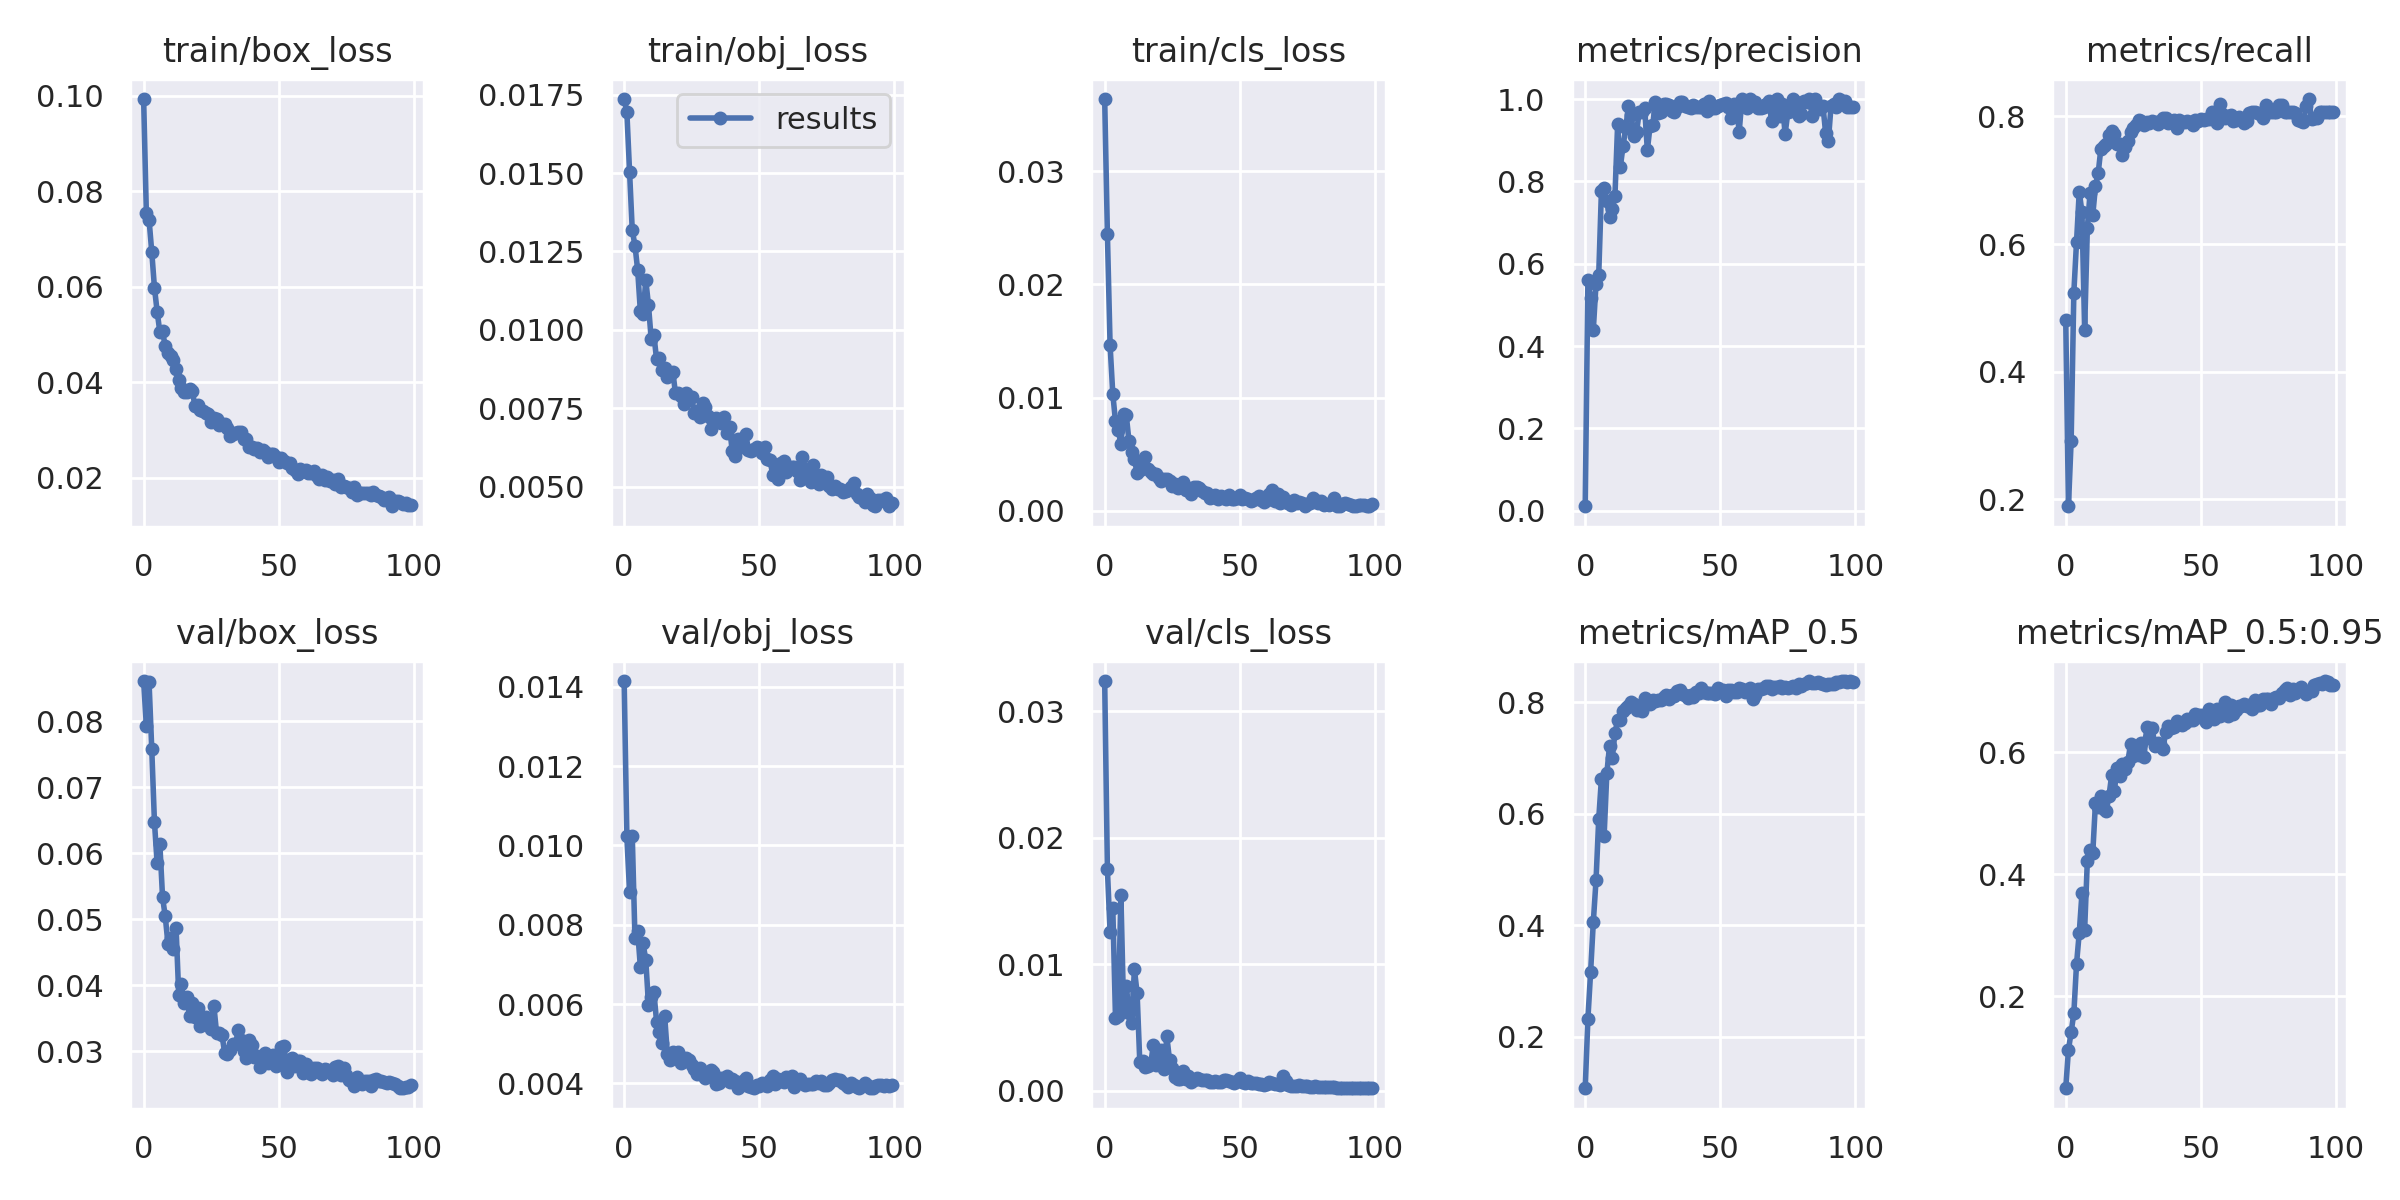 train/box_loss
0.10
0.08
0.06
0.04
0.02
0 50 100
train/obj_loss
results
0.0175
0.0150
0.0125
0.0100
0.0075
0.0050
0 50 100
train/cls_loss
0.03
0.02
0.01
0.00
0 50 100
metrics/precision
1.0
0.8
0.6
0.4
0.2
0.0
0 50 100
metrics/recall
0.8
0.6
0.4
0.2
0 50 100
val/box_loss
0.08
0.07
0.06
0.05
0.04
0.03
0 50 100
val/obj_loss
0.014
0.012
0.010
0.008
0.006
0.004
0 50 100
val/cls_loss
0.03
0.02
0.01
0.00
0 50 100
metrics/mAP_0.5
0.8
0.6
0.4
0.2
0 50 100
metrics/mAP_0.5:0.95
0.6
0.4
0.2
0 50 100